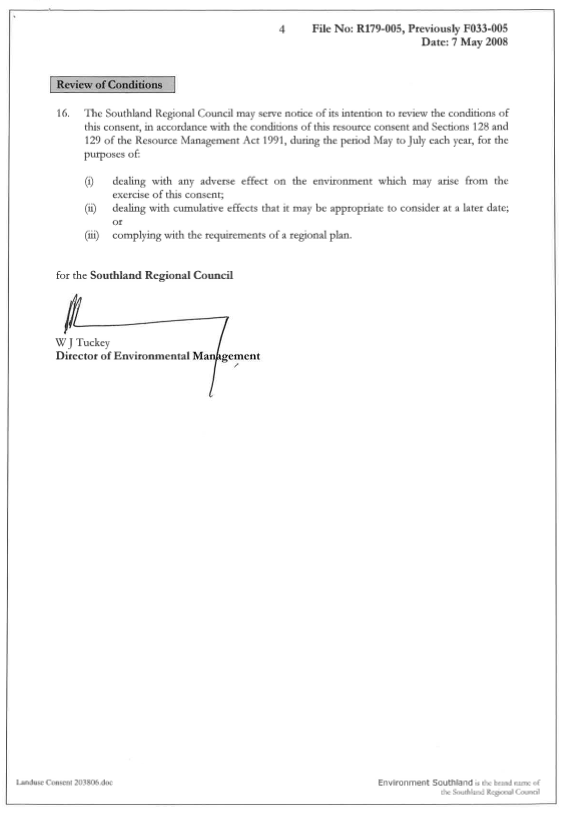 4 File No: R179-005, Previously F033-005
Date: 7 May 2008
Review of Conditions
16. The Southland Regional Council may serve notice of its intention to review the conditions of
this consent, in accordance with the conditions of this resource consent and Sections 128 and
129 of the Resource Management Act 1991, during the period May to July each year, for the
purposes of:
(i) dealing with any adverse effect on the environment which may arise from the
exercise of this consent;
(ii) dealing with cumulative effects that it may be appropriate to consider at a later date;
or
(iii) complying with the requirements of a regional plan.
for the Southland Regional Council
W J Tuckey
Director of Environmental Management
Landuse Consent 203806.doc
Environment Southland is the brand name of
the Southland Regional Council